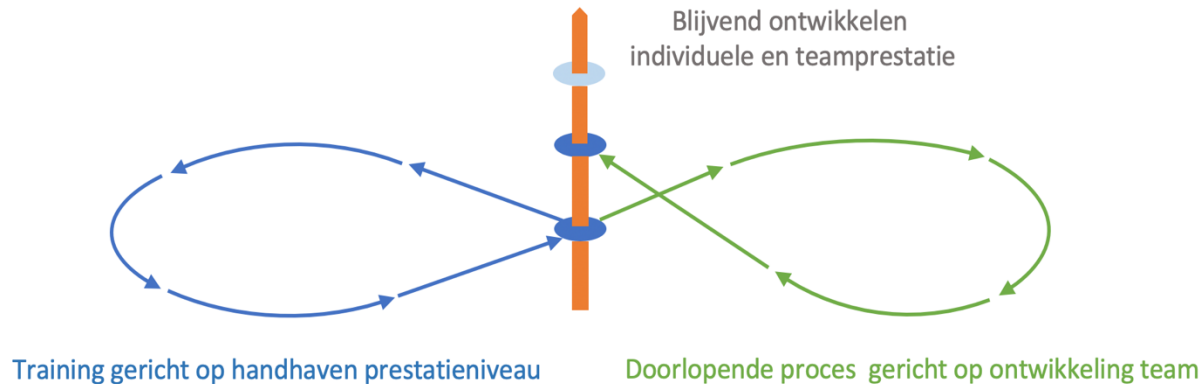 Blijvend ontwikkelen
individuele en teamprestatie
Training gericht op handhaven prestatieniveau
Doorlopende proces gericht op ontwikkeling team